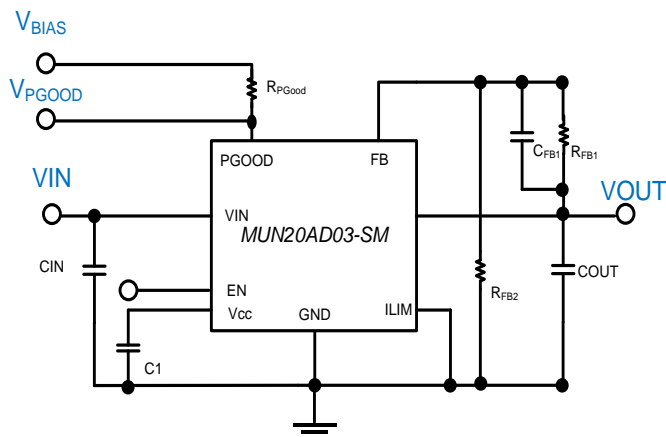 VBIAS
RPGood
VPGOOD
PGOOD
FB
CFB1
RFB1
VIN
VOUT
VIN
MUN20AD03-SM
CIN
COUT
EN
RFB2
Vcc
GND
ILIM
C1